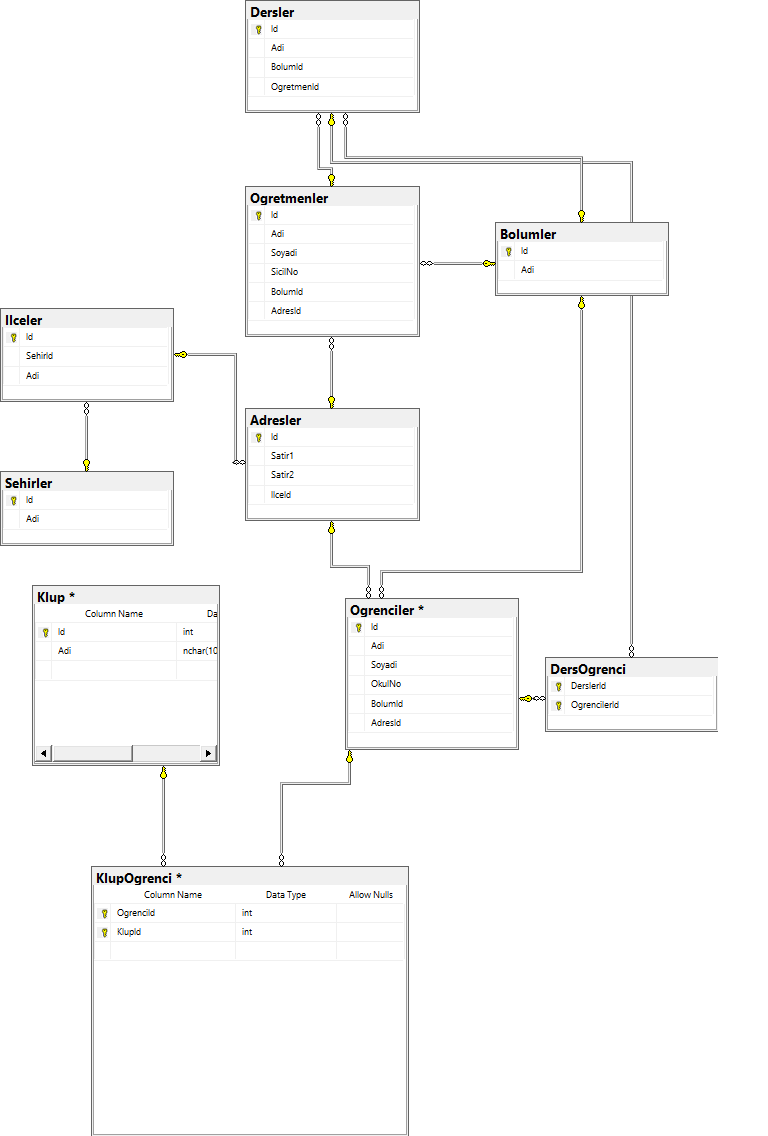 Dersler
Id
Adi
BolumId
OgretmenId
Ogretmenler
Id
Adi
Soyadi
SicilNo
BolumId
AdresId
Bolumler
Id
Adi
Ilceler
Id
SehirId
Adi
Adresler
Id
Satir1
Satir2
IlceId
Sehirler
Id
Adi
Klup *
Column Name Da
Id int
Adi nchar(10
Ogrenciler *
Id
Adi
Soyadi
OkulNo
BolumId
AdresId
DersOgrenci
DerslerId
OgrencilerId
KlupOgrenci *
Column Name Data Type Allow Nulls
OgrenciId int
KlupId int